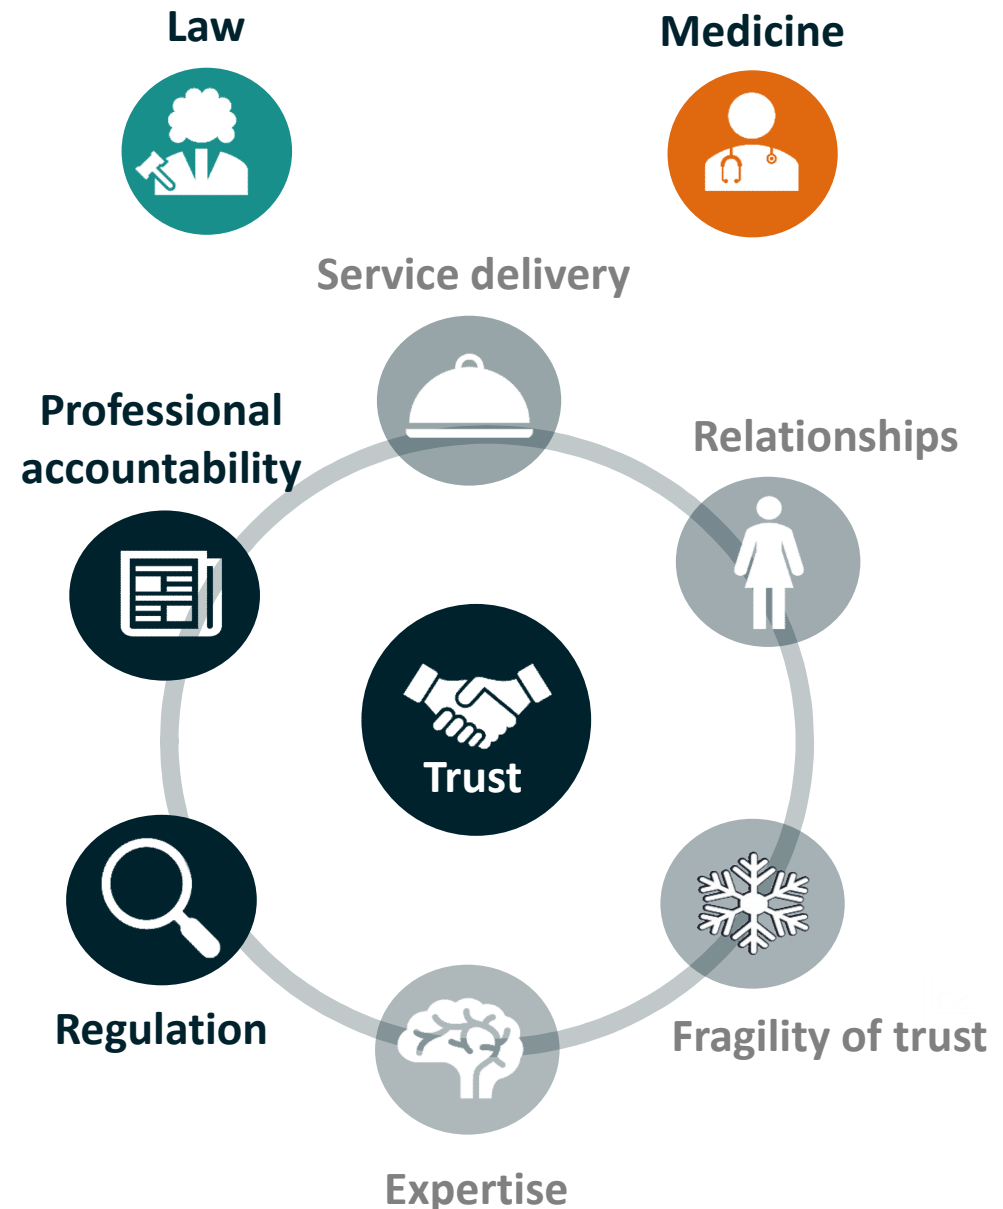 Law
Medicine
Service delivery
Professional
accountability
Relationships
Trust
Regulation
Fragility of trust
Expertise